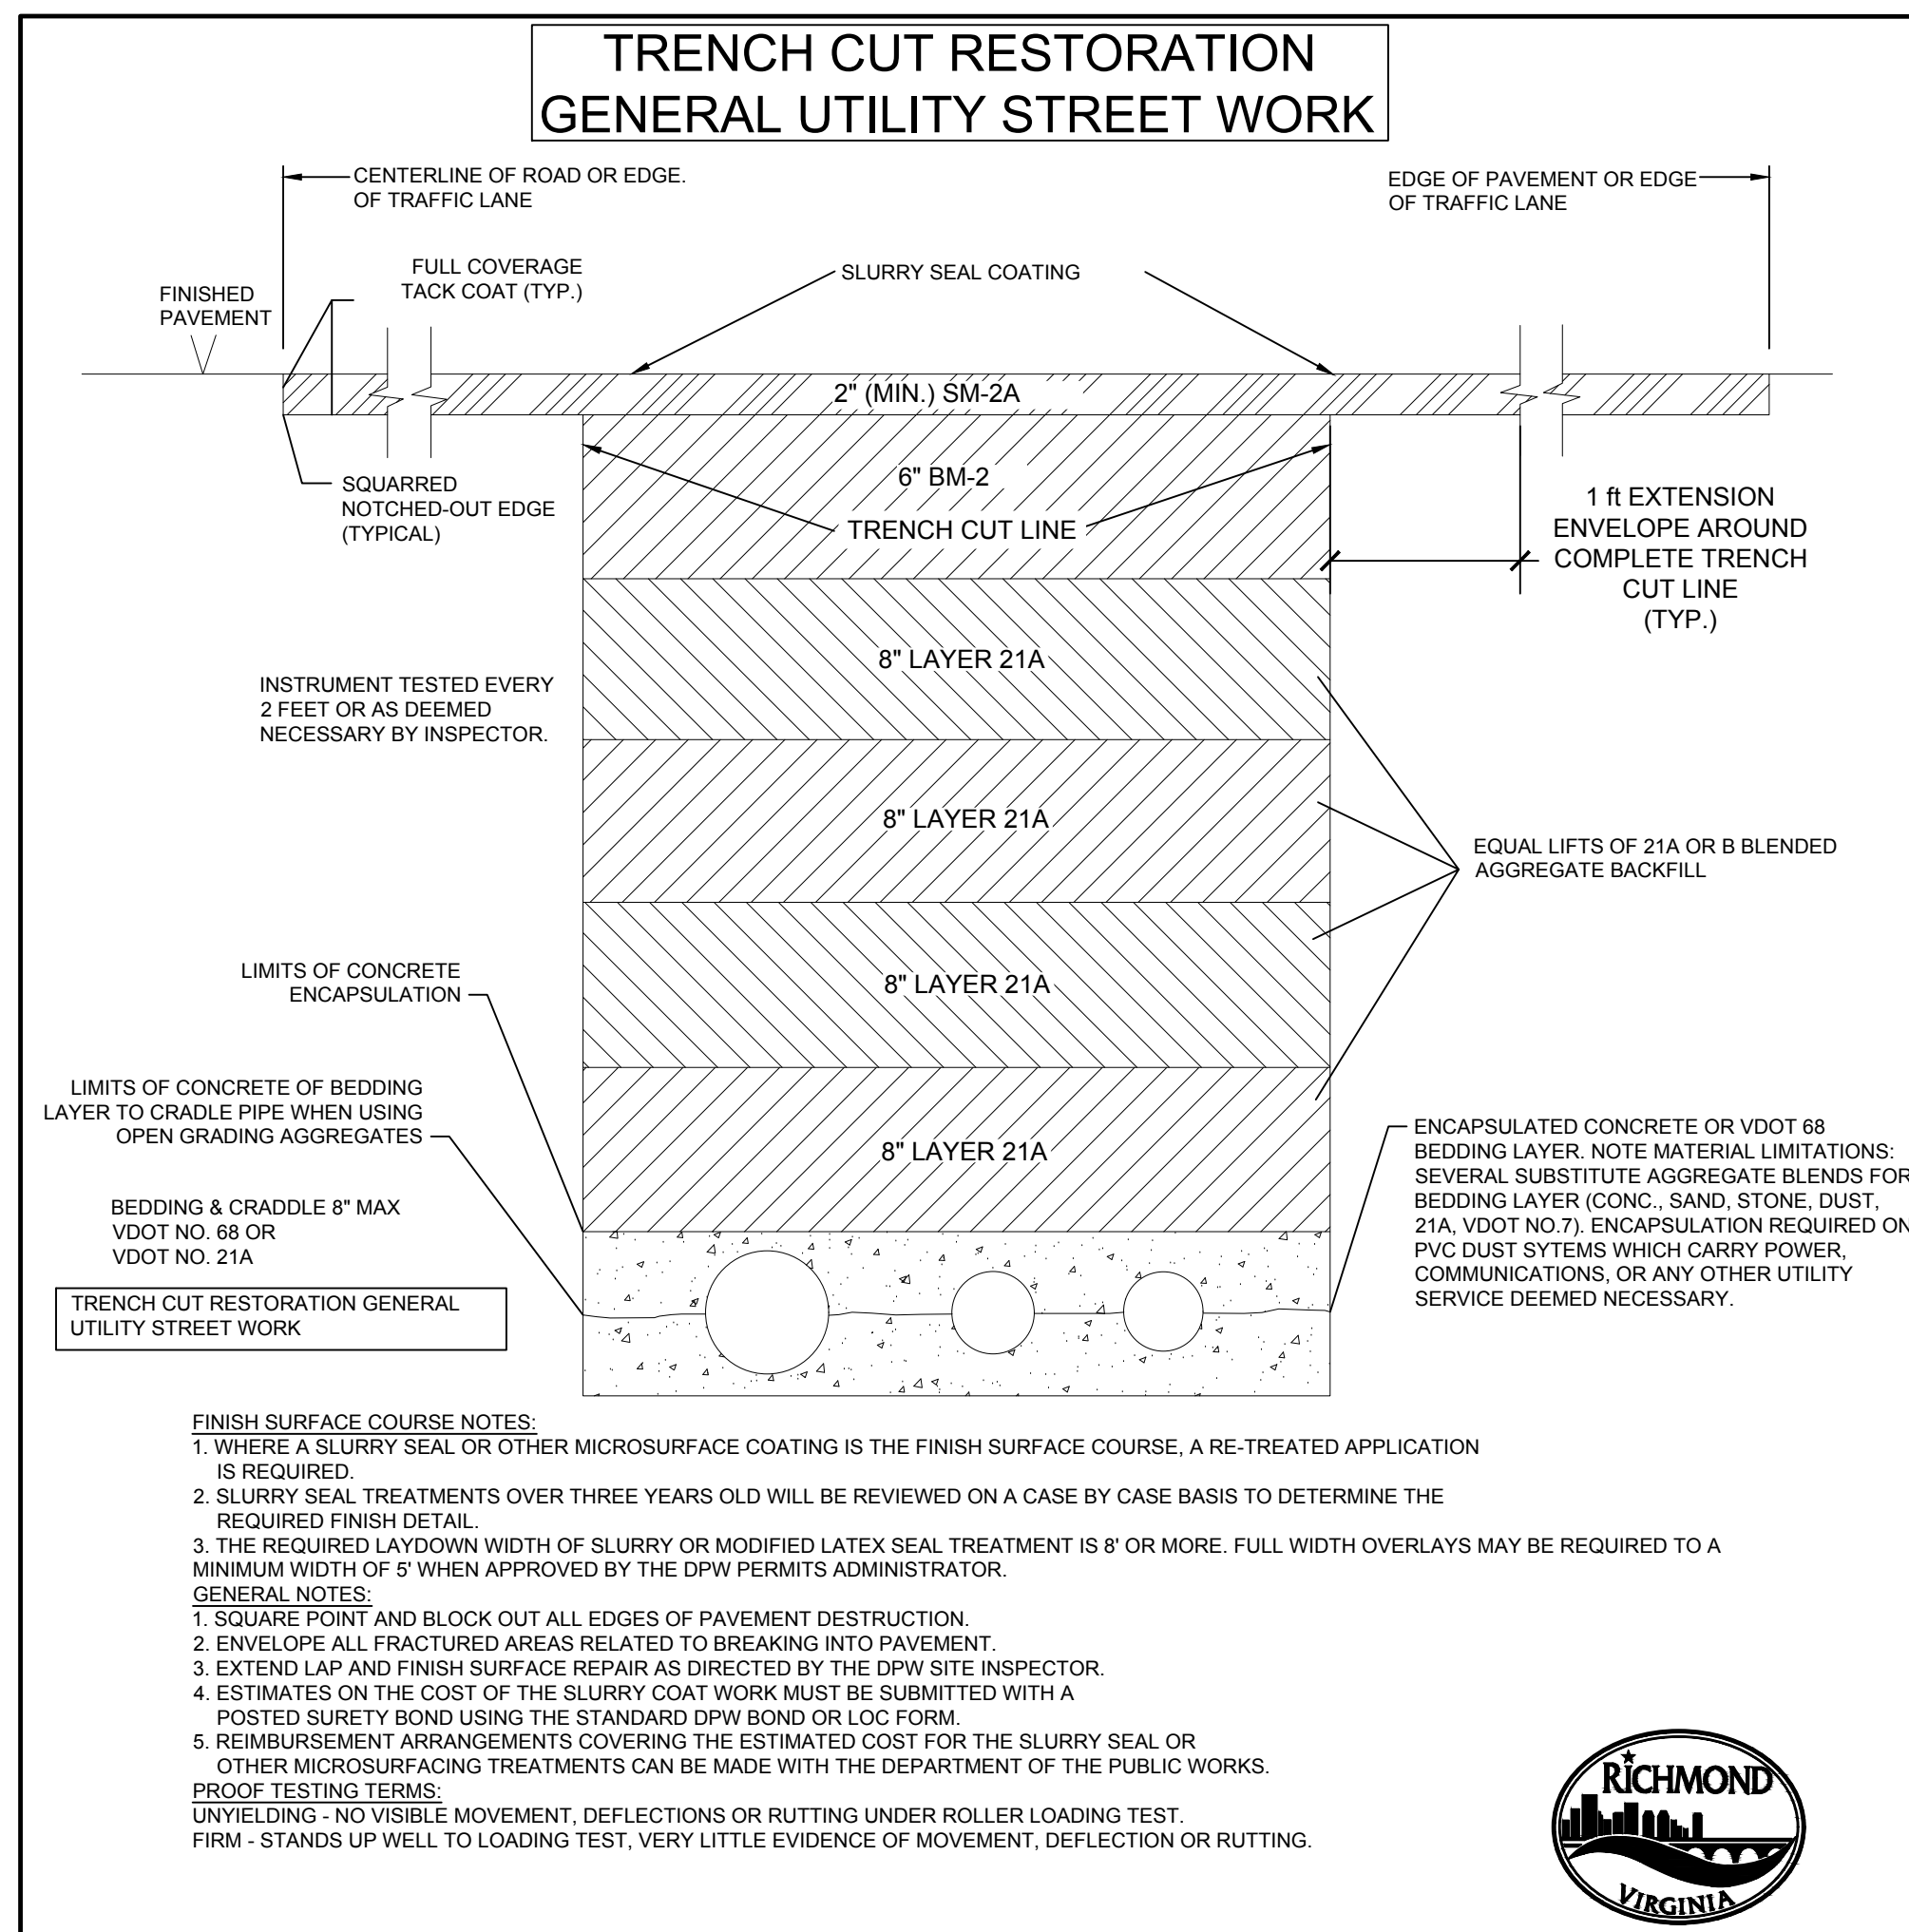 TRENCH CUT RESTORATION
GENERAL UTILITY STREET WORK
CENTERLINE OF ROAD OR EDGE.
OF TRAFFIC LANE
EDGE OF PAVEMENT OR EDGE
OF TRAFFIC LANE
FULL COVERAGE
TACK COAT (TYP.)
SLURRY SEAL COATING
FINISHED
PAVEMENT
2" (MIN.) SM-2A
6" BM-2
SQUARRED
NOTCHED-OUT EDGE
(TYPICAL)
TRENCH CUT LINE
1 ft EXTENSION
ENVELOPE AROUND
COMPLETE TRENCH
CUT LINE
(TYP.)
8" LAYER 21A
INSTRUMENT TESTED EVERY
2 FEET OR AS DEEMED
NECESSARY BY INSPECTOR.
8" LAYER 21A
EQUAL LIFTS OF 21A OR B BLENDED
AGGREGATE BACKFILL
8" LAYER 21A
LIMITS OF CONCRETE
ENCAPSULATION
LIMITS OF CONCRETE OF BEDDING
LAYER TO CRADLE PIPE WHEN USING
OPEN GRADING AGGREGATES
8" LAYER 21A
ENCAPSULATED CONCRETE OR VDOT 68
BEDDING LAYER. NOTE MATERIAL LIMITATIONS:
SEVERAL SUBSTITUTE AGGREGATE BLENDS FOR
BEDDING LAYER (CONC., SAND, STONE, DUST,
21A, VDOT NO.7). ENCAPSULATION REQUIRED ON
PVC DUST SYTEMS WHICH CARRY POWER,
COMMUNICATIONS, OR ANY OTHER UTILITY
SERVICE DEEMED NECESSARY.
BEDDING & CRADDLE 8" MAX
VDOT NO. 68 OR
VDOT NO. 21A
TRENCH CUT RESTORATION GENERAL
UTILITY STREET WORK
FINISH SURFACE COURSE NOTES:
1. WHERE A SLURRY SEAL OR OTHER MICROSURFACE COATING IS THE FINISH SURFACE COURSE, A RE-TREATED APPLICATION
IS REQUIRED.
2. SLURRY SEAL TREATMENTS OVER THREE YEARS OLD WILL BE REVIEWED ON A CASE BY CASE BASIS TO DETERMINE THE
REQUIRED FINISH DETAIL.
3. THE REQUIRED LAYDOWN WIDTH OF SLURRY OR MODIFIED LATEX SEAL TREATMENT IS 8' OR MORE. FULL WIDTH OVERLAYS MAY BE REQUIRED TO A
MINIMUM WIDTH OF 5' WHEN APPROVED BY THE DPW PERMITS ADMINISTRATOR.
GENERAL NOTES:
1. SQUARE POINT AND BLOCK OUT ALL EDGES OF PAVEMENT DESTRUCTION.
2. ENVELOPE ALL FRACTURED AREAS RELATED TO BREAKING INTO PAVEMENT.
3. EXTEND LAP AND FINISH SURFACE REPAIR AS DIRECTED BY THE DPW SITE INSPECTOR.
4. ESTIMATES ON THE COST OF THE SLURRY COAT WORK MUST BE SUBMITTED WITH A
POSTED SURETY BOND USING THE STANDARD DPW BOND OR LOC FORM.
5. REIMBURSEMENT ARRANGEMENTS COVERING THE ESTIMATED COST FOR THE SLURRY SEAL OR
OTHER MICROSURFACING TREATMENTS CAN BE MADE WITH THE DEPARTMENT OF THE PUBLIC WORKS.
PROOF TESTING TERMS:
UNYIELDING - NO VISIBLE MOVEMENT, DEFLECTIONS OR RUTTING UNDER ROLLER LOADING TEST.
FIRM - STANDS UP WELL TO LOADING TEST, VERY LITTLE EVIDENCE OF MOVEMENT, DEFLECTION OR RUTTING.
RICHMOND
VIRGINIA